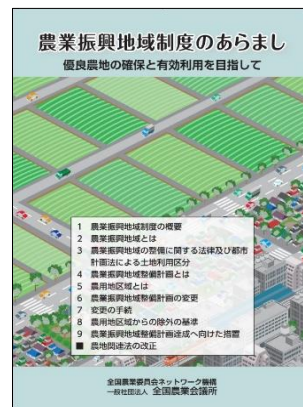 農業振興地域制度のあらまし
優良農地の確保と有効利用を目指して
1 農業振興地域制度の概要
2 農業振興地域とは
3 農業振興地域の整備に関する法律及び都市
計画法による土地利用区分
4 農業振興地域整備計画とは
5 農用地区域とは
6 農業振興地域整備計画の変更
7 変更の手続
8 農用地区域からの除外の基準
9 農業振興地域整備計画達成へ向けた措置
■ 農地関連法の改正
全国農業委員会ネットワーク機構
一般社団法人 全国農業会議所